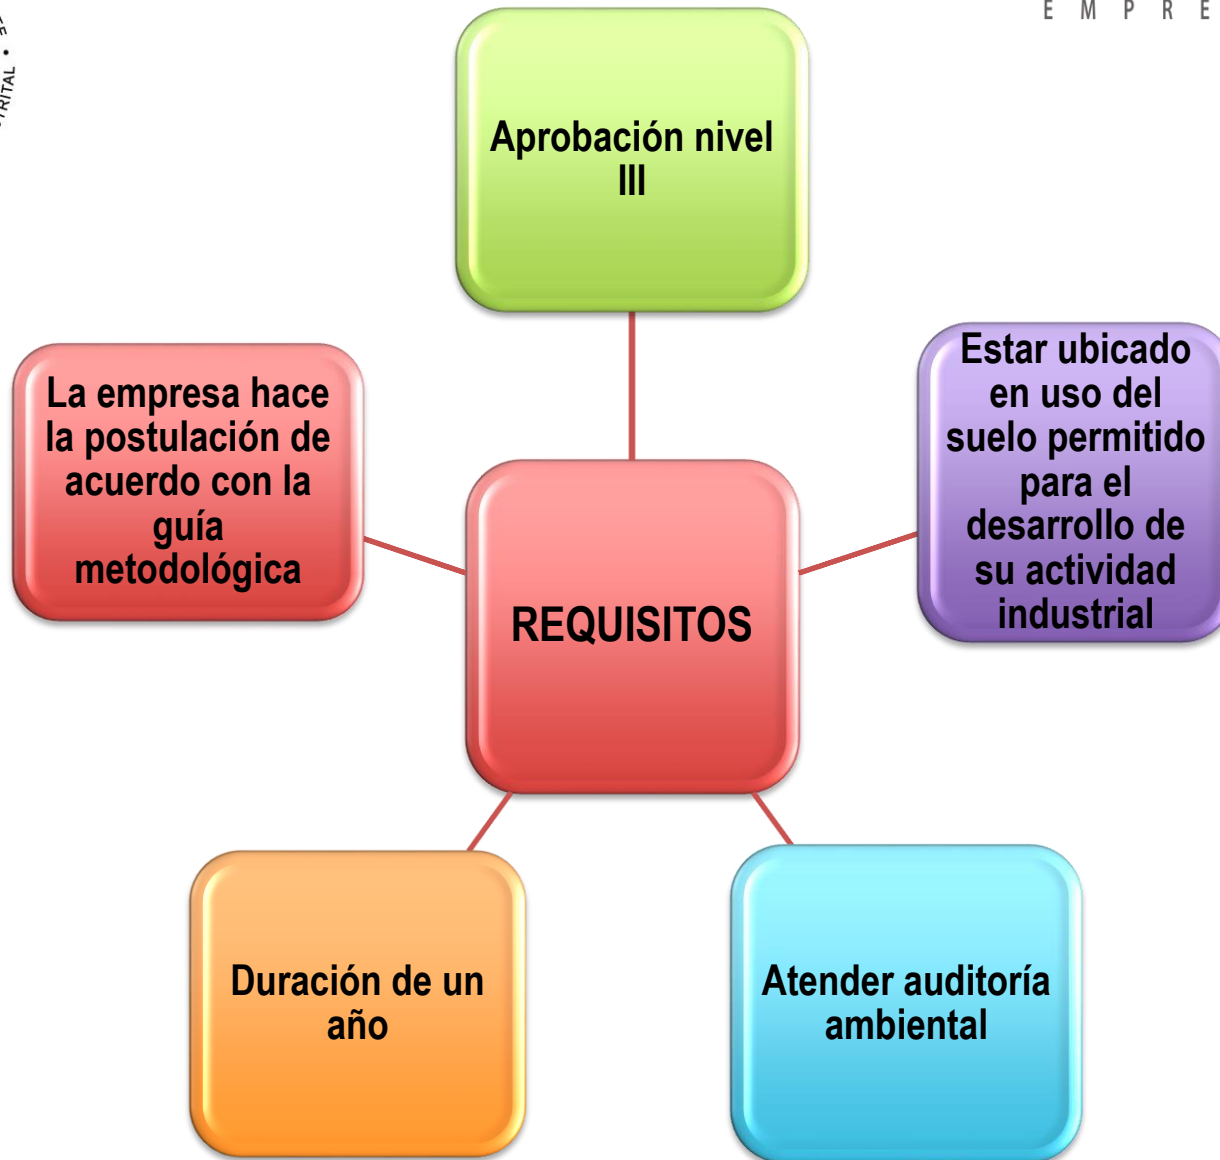 E M P R E
Aprobación nivel
III
Estar ubicado
en uso del
suelo permitido
para el
desarrollo de
su actividad
industrial
La empresa hace
la postulación de
acuerdo con la
guía
metodológica
REQUISITOS
Duración de un
año
Atender auditoría
ambiental